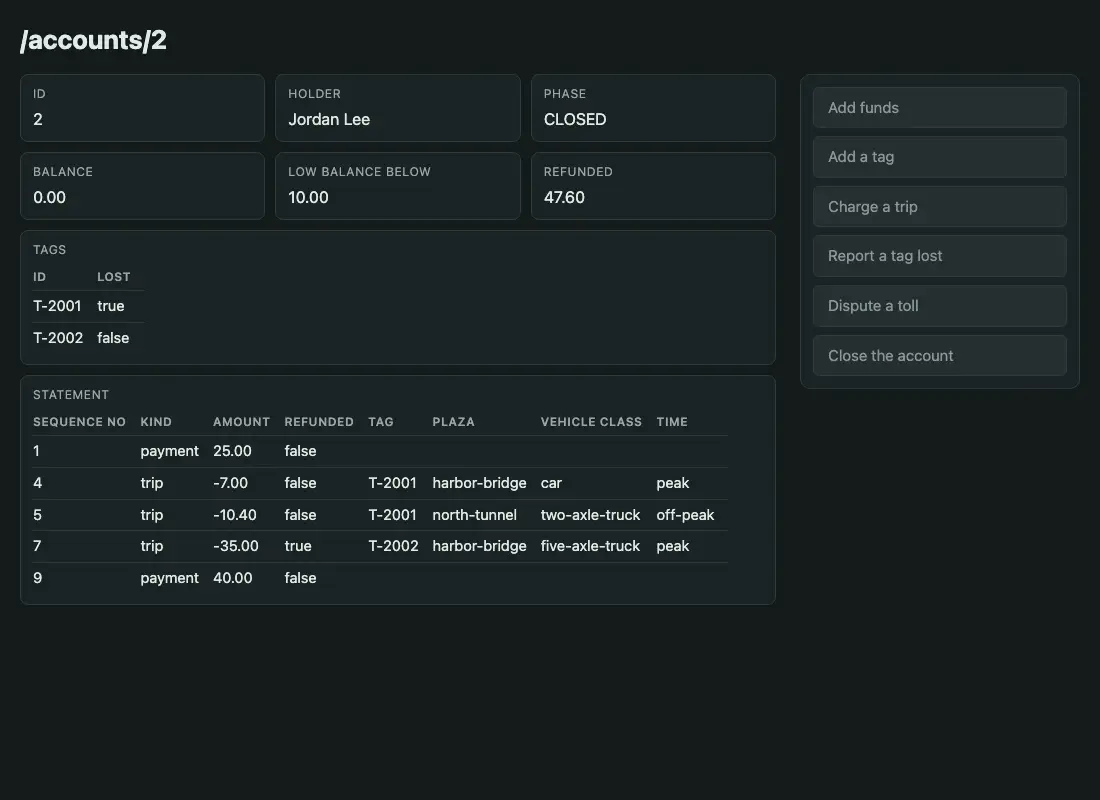 /accounts/2
ID
2
HOLDER
Jordan Lee
PHASE
CLOSED
BALANCE
0.00
LOW BALANCE BELOW
10.00
REFUNDED
47.60
TAGS
ID LOST
T-2001 true
T-2002 false
STATEMENT
SEQUENCE NO KIND AMOUNT REFUNDED TAG PLAZA VEHICLE CLASS TIME
1 payment 25.00 false
4 trip -7.00 false T-2001 harbor-bridge car peak
5 trip -10.40 false T-2001 north-tunnel two-axle-truck off-peak
7 trip -35.00 true T-2002 harbor-bridge five-axle-truck peak
9 payment 40.00 false
Add funds
Add a tag
Charge a trip
Report a tag lost
Dispute a toll
Close the account